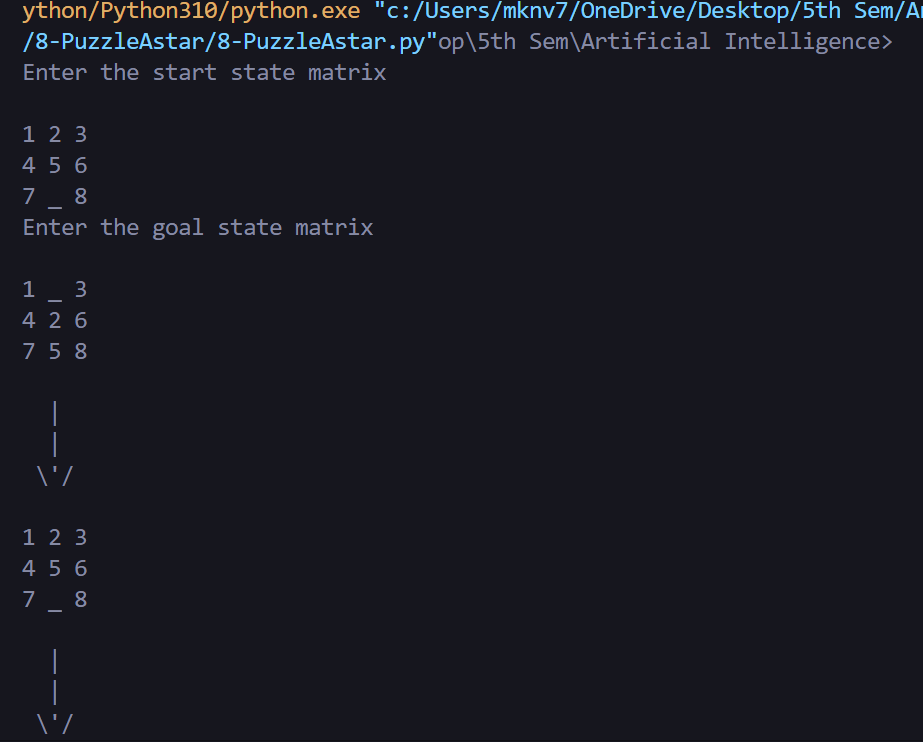 ython/Python310/python.exe "c:/Users/mknv7/OneDrive/Desktop/5th Sem/Ar
/8-PuzzleAstar/8-PuzzleAstar.py"op\5th Sem\Artificial Intelligence>
Enter the start state matrix
1 2 3
4 5 6
7 _ 8
Enter the goal state matrix
1 _ 3
4 2 6
7 5 8
|
|
\'/
1 2 3
4 5 6
7 _ 8
|
|
\'/